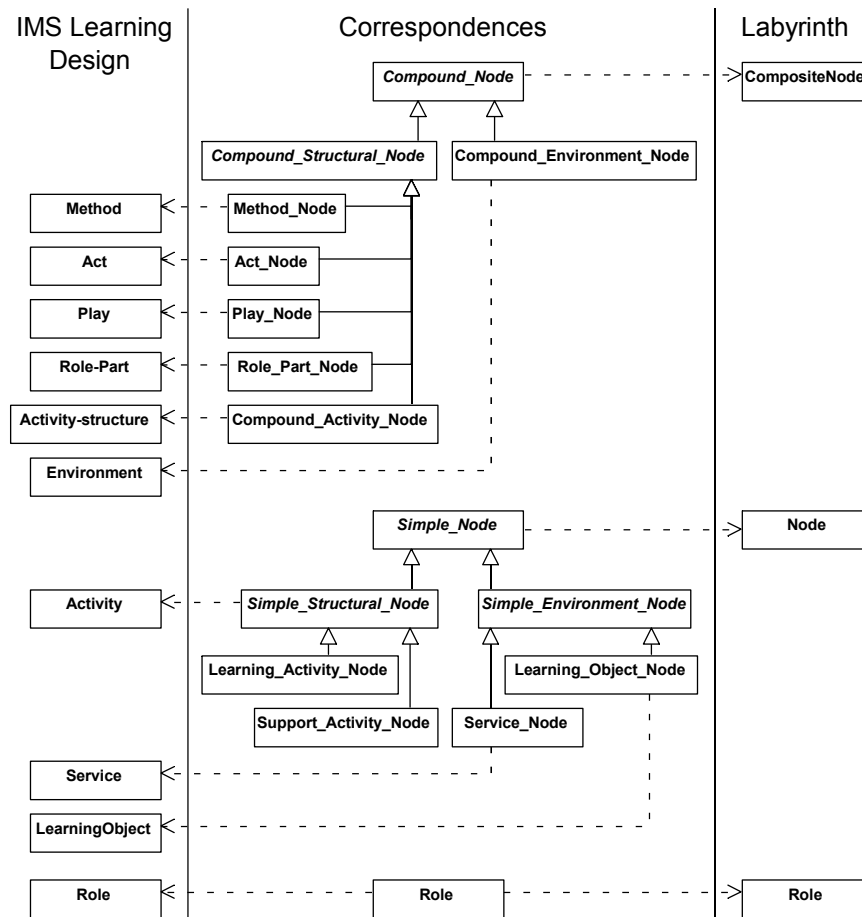 IMS Learning
Design
Correspondences
Labyrinth
Compound_Node
CompositeNode
Compound_Structural_Node
Compound_Environment_Node
Method
Method_Node
Act
Act_Node
Play
Play_Node
Role-Part
Role_Part_Node
Activity-structure
Compound_Activity_Node
Environment
Simple_Node
Node
Activity
Simple_Structural_Node
Simple_Environment_Node
Learning_Activity_Node
Learning_Object_Node
Support_Activity_Node
Service_Node
Service
LearningObject
Role
Role
Role